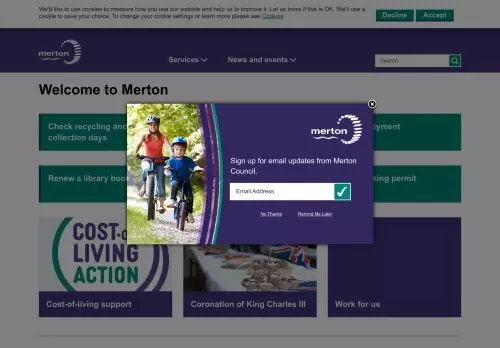 We'd like to use cookies to measure how you use our website and help us to improve it. Let us know if this is OK. We'll use a
cookie to save your choice. To change your cookie settings or learn more please see Cookies
Decline
Accept
merton
Services
News and events
Search
Welcome to Merton
Check recycling and
collection days
yment
Renew a library boo
king permit
merton
Sign up for email updates from Merton
Council.
Email Address
No Thanks
Remind Me Later
COST-O
LIVING
ACTION
Cost-of-living support
Coronation of King Charles III
Work for us